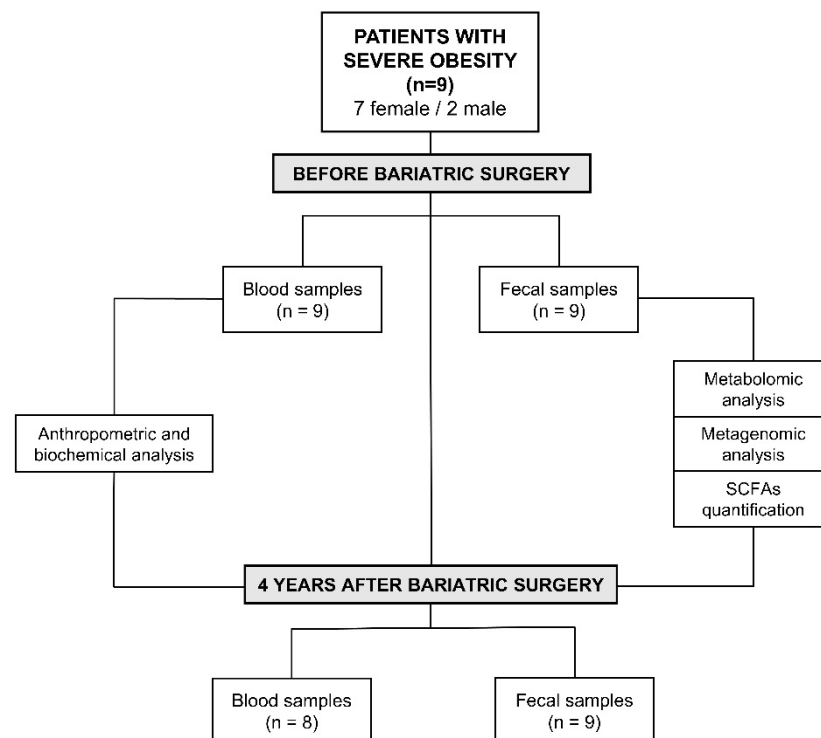 PATIENTS WITH
SEVERE OBESITY
(n=9)
7 female / 2 male
BEFORE BARIATRIC SURGERY
Blood samples
(n = 9)
Fecal samples
(n = 9)
Anthropometric and
biochemical analysis
Metabolomic
analysis
Metagenomic
analysis
SCFAs
quantification
4 YEARS AFTER BARIATRIC SURGERY
Blood samples
(n = 8)
Fecal samples
(n = 9)